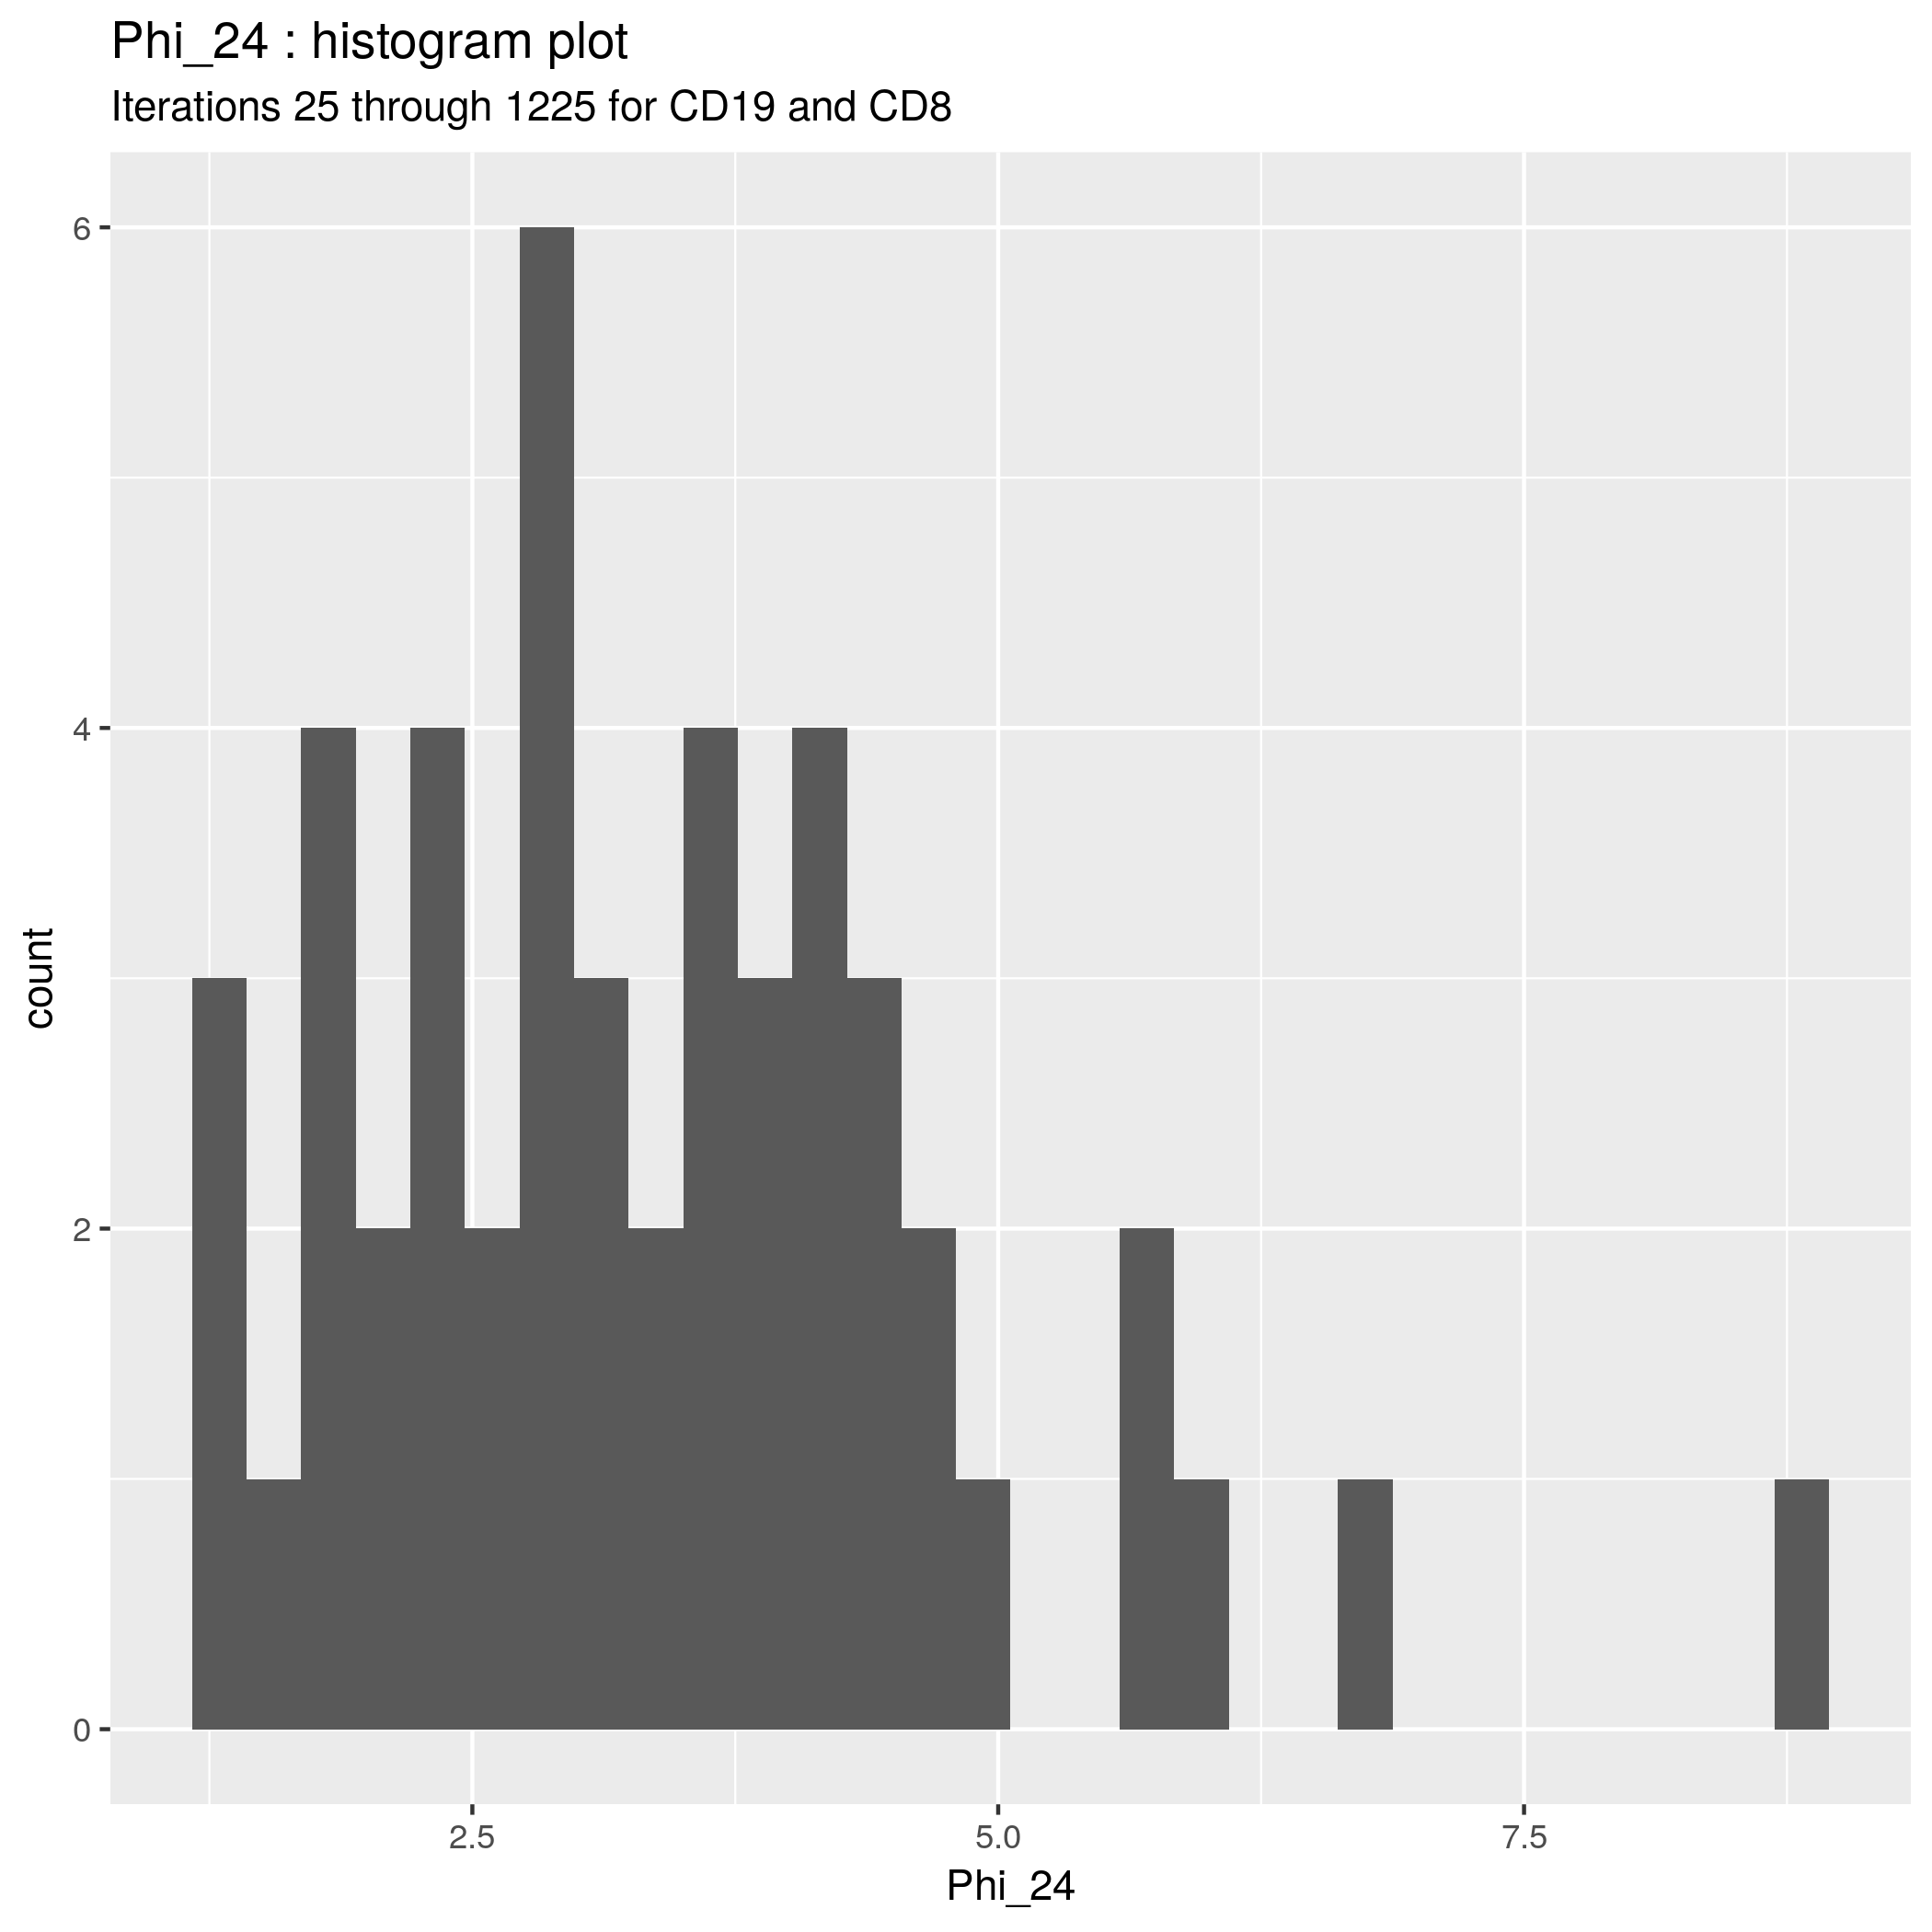 Phi_24 : histogram plot
Iterations 25 through 1225 for CD19 and CD8
6
4
2
0
count
2.5 5.0 7.5
Phi_24